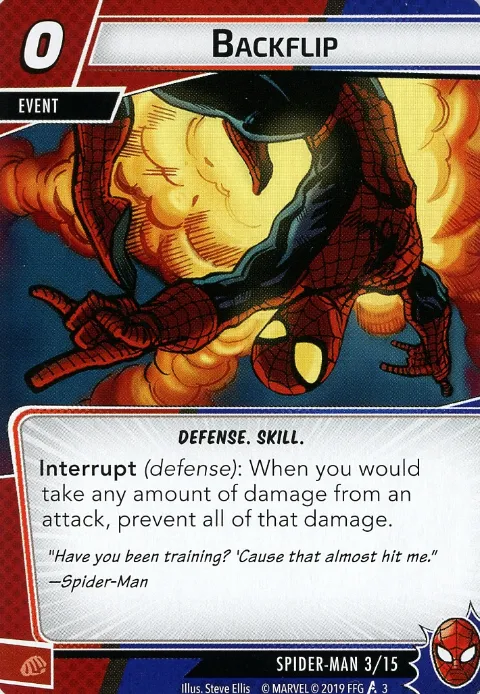 0
BACKFLIP
EVENT
DEFENSE. SKILL.
Interrupt (defense): When you would
take any amount of damage from an
attack, prevent all of that damage.
"Have you been training? 'Cause that almost hit me."
—Spider-Man
SPIDER-MAN 3/15
Illus. Steve Ellis © MARVEL © 2019 FFG 3